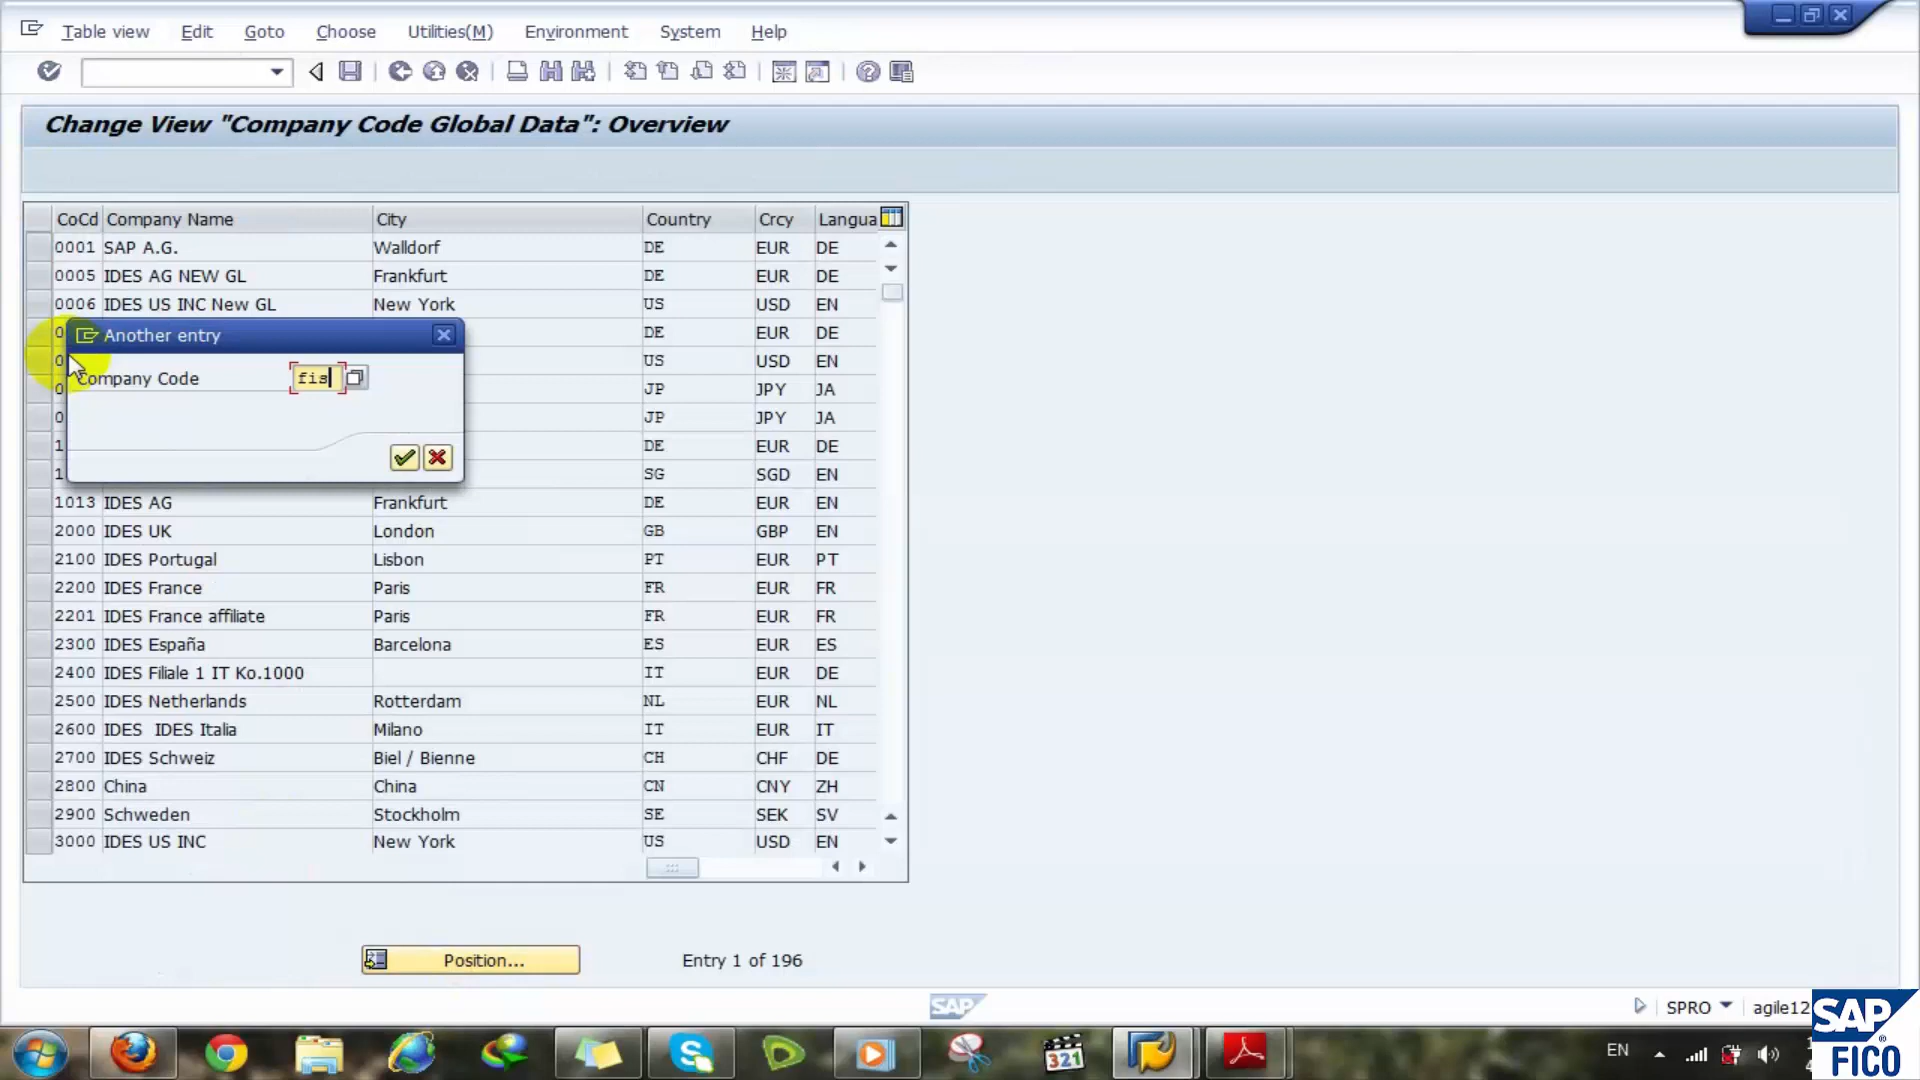 Table view Edit Goto Choose Utilities(M) Environment System Help
Change View "Company Code Global Data": Overview
CoCd Company Name City Country Crcy Langua
0001 SAP A.G. Walldorf DE EUR DE
0005 IDES AG NEW GL Frankfurt DE EUR DE
0006 IDES US INC New GL New York US USD EN
0 DE EUR DE
Another entry
0 US USD EN
Company Code fis
0 JP JPY JA
0 JP JPY JA
1 DE EUR DE
1 SG SGD EN
1013 IDES AG Frankfurt DE EUR EN
2000 IDES UK London GB GBP EN
2100 IDES Portugal Lisbon PT EUR PT
2200 IDES France Paris FR EUR FR
2201 IDES France affiliate Paris FR EUR FR
2300 IDES España Barcelona ES EUR ES
2400 IDES Filiale 1 IT Ko.1000 IT EUR DE
2500 IDES Netherlands Rotterdam NL EUR NL
2600 IDES IDES Italia Milano IT EUR IT
2700 IDES Schweiz Biel / Bienne CH CHF DE
2800 China China CN CNY ZH
2900 Schweden Stockholm SE SEK SV
3000 IDES US INC New York US USD EN
Position... Entry 1 of 196
SAP SPRO agile12
SAP
FICO
321
EN